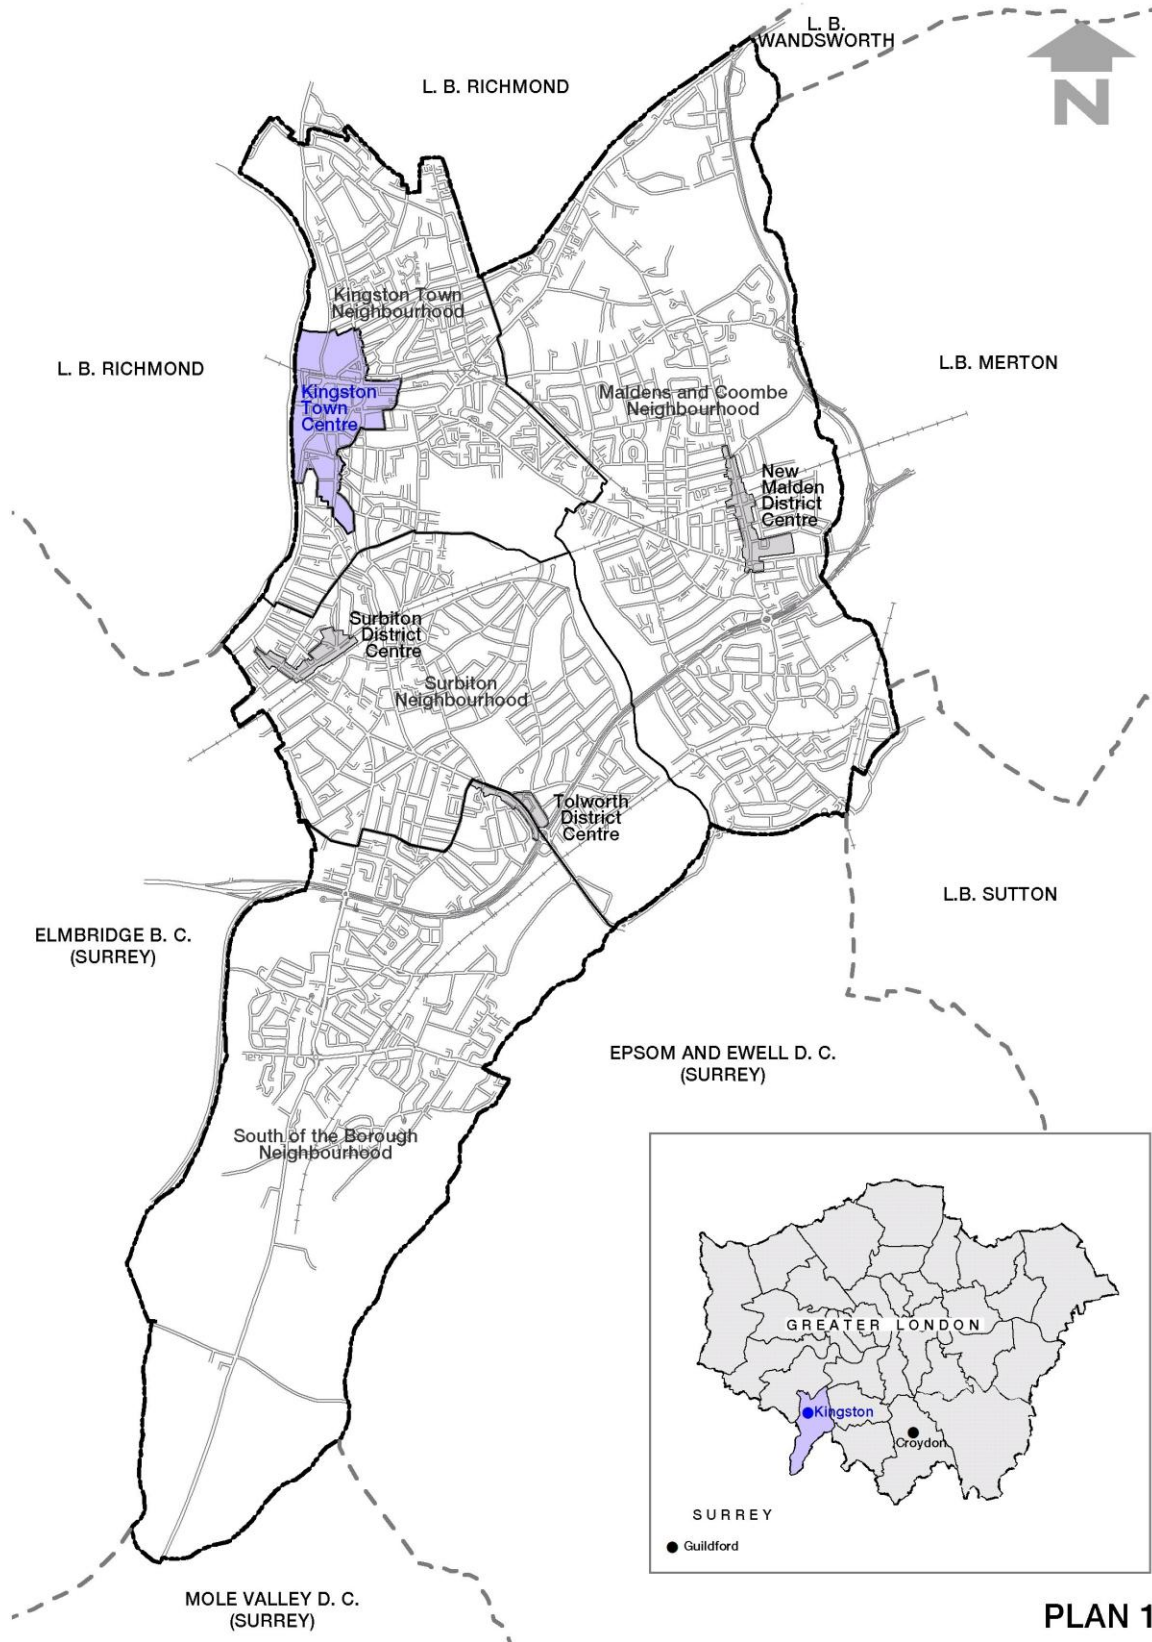 L. B.
WANDSWORTH
L. B. RICHMOND
N
Kingston Town
Neighbourhood
L. B. RICHMOND
L.B. MERTON
Kingston
Town
Centre
Maldens and Coombe
Neighbourhood
New
Malden
District
Centre
Surbiton
District
Centre
Surbiton
Neighbourhood
Tolworth
District
Centre
L.B. SUTTON
ELMBRIDGE B. C.
(SURREY)
EPSOM AND EWELL D. C.
(SURREY)
South of the Borough
Neighbourhood
GREATER LONDON
Kingston
Croydon
SURREY
Guildford
MOLE VALLEY D. C.
(SURREY)
PLAN 1